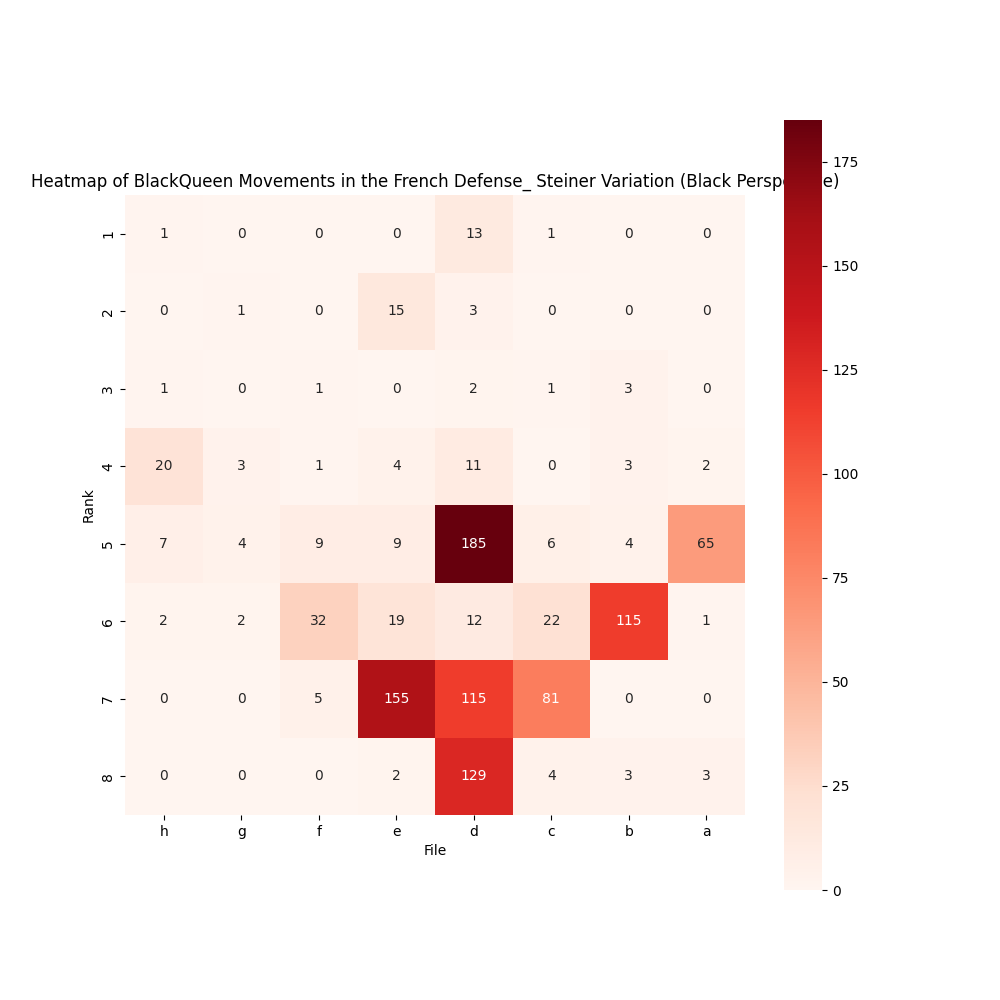 Heatmap of BlackQueen Movements in the French Defense_ Steiner Variation (Black Perspective)
175
1 1 0 0 0 13 1 0 0
150
2 0 1 0 15 3 0 0 0
125
3 1 0 1 0 2 1 3 0
4 20 3 1 4 11 0 3 2
100
Rank
5 7 4 9 9 185 6 4 65
75
6 2 2 32 19 12 22 115 1
50
7 0 0 5 155 115 81 0 0
25
8 0 0 0 2 129 4 3 3
h g f e d c b a
File
0